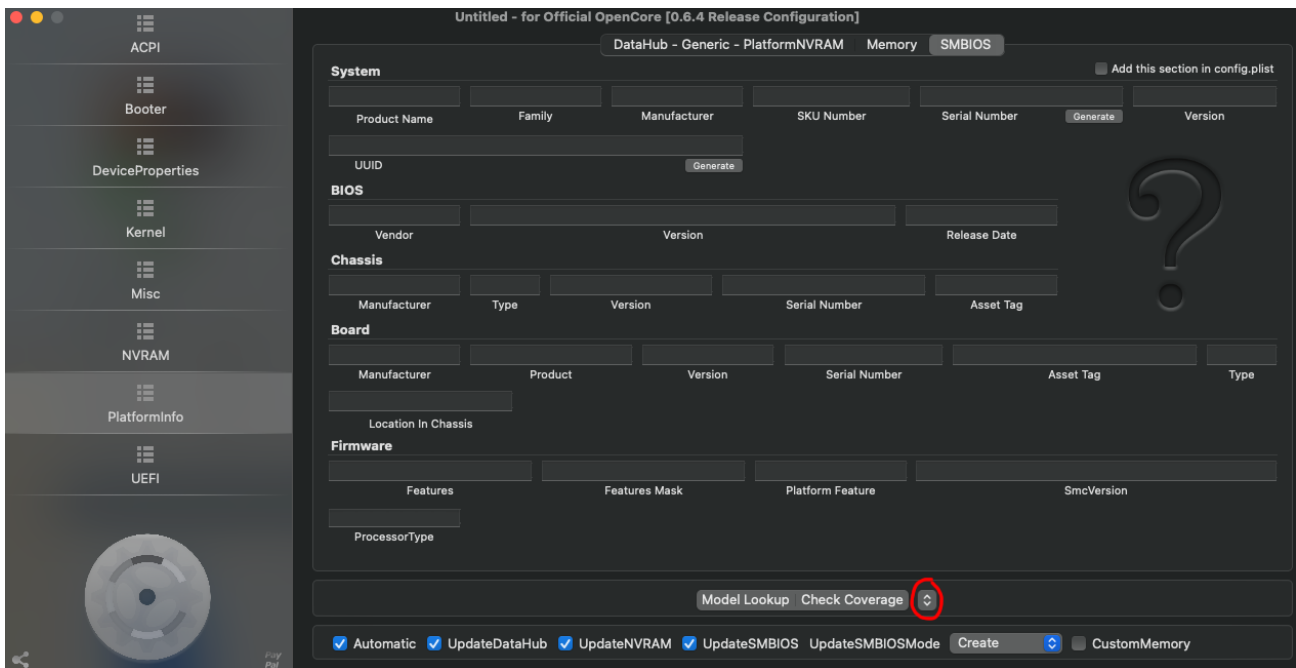 Untitled - for Official OpenCore [0.6.4 Release Configuration]
ACPI
Booter
DeviceProperties
Kernel
Misc
NVRAM
PlatformInfo
UEFI
Pay
Pal
DataHub - Generic - PlatformNVRAM Memory SMBIOS
System Add this section in config.plist
Product Name Family Manufacturer SKU Number Serial Number Generate Version
UUID Generate
BIOS
Vendor Version Release Date
Chassis
Manufacturer Type Version Serial Number Asset Tag
Board
Manufacturer Product Version Serial Number Asset Tag Type
Location In Chassis
Firmware
Features Features Mask Platform Feature SmcVersion
ProcessorType
Model Lookup Check Coverage
Automatic UpdateDataHub UpdateNVRAM UpdateSMBIOS UpdateSMBIOSMode Create CustomMemory